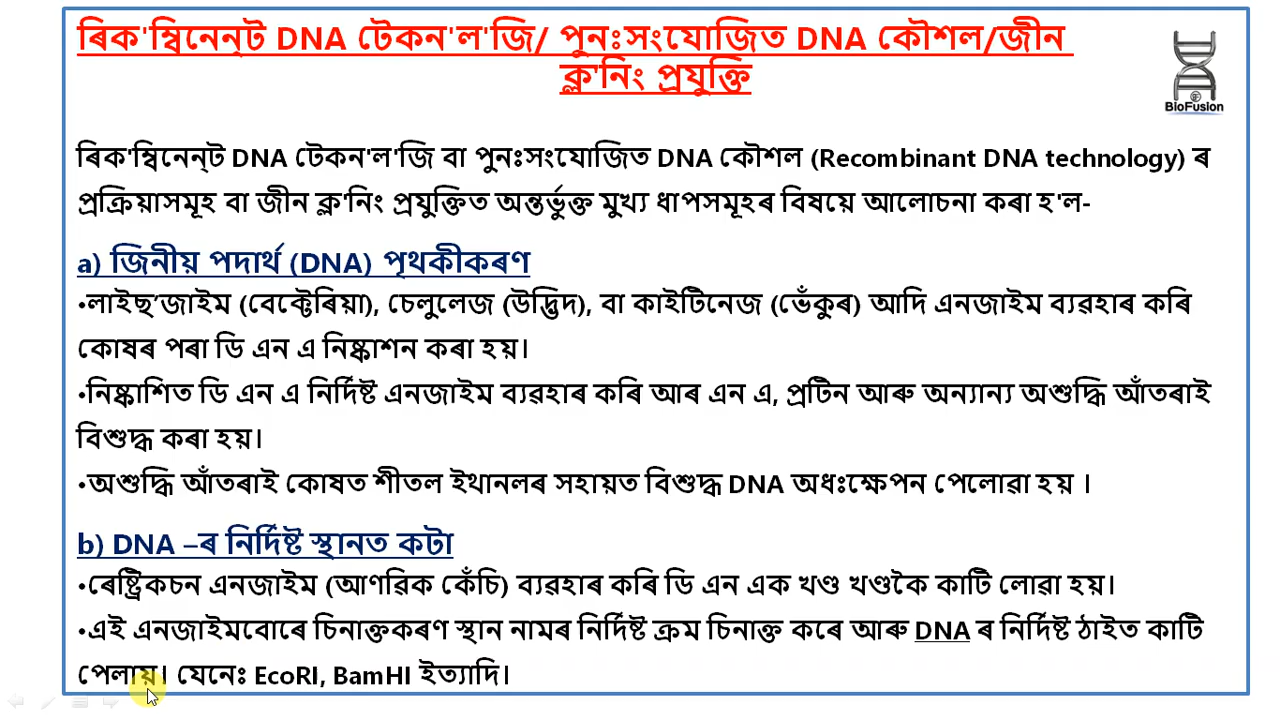 ৰিক'ম্বিনেন্ট DNA টেকন'ল'জি/ পুনঃসংযোজিত DNA কৌশল/জীন
ক্ল'নিং প্ৰযুক্তি
BioFusion
ৰিক'ম্বিনেন্ট DNA টেকন'ল'জি বা পুনঃসংযোজিত DNA কৌশল (Recombinant DNA technology) ৰ
প্ৰক্ৰিয়াসমূহ বা জীন ক্ল'নিং প্ৰযুক্তিত অন্তৰ্ভুক্ত মুখ্য ধাপসমূহৰ বিষয়ে আলোচনা কৰা হ'ল-
a) জিনীয় পদাৰ্থ (DNA) পৃথকীকৰণ
•লাইছ'জাইম (বেক্টেৰিয়া), চেলুলেজ (উদ্ভিদ), বা কাইটিনেজ (ভেঁকুৰ) আদি এনজাইম ব্যৱহাৰ কৰি
কোষৰ পৰা ডি এন এ নিষ্কাশন কৰা হয়।
•নিষ্কাশিত ডি এন এ নিৰ্দিষ্ট এনজাইম ব্যৱহাৰ কৰি আৰ এন এ, প্ৰটিন আৰু অন্যান্য অশুদ্ধি আঁতৰাই
বিশুদ্ধ কৰা হয়।
•অশুদ্ধি আঁতৰাই কোষত শীতল ইথানলৰ সহায়ত বিশুদ্ধ DNA অধঃক্ষেপন পেলোৱা হয় ।
b) DNA –ৰ নিৰ্দিষ্ট স্থানত কটা
•ৰেষ্ট্ৰিকচন এনজাইম (আণৱিক কেঁচি) ব্যৱহাৰ কৰি ডি এন এক খণ্ড খণ্ডকৈ কাটি লোৱা হয়।
•এই এনজাইমবোৰে চিনাক্তকৰণ স্থান নামৰ নিৰ্দিষ্ট ক্ৰম চিনাক্ত কৰে আৰু DNA ৰ নিৰ্দিষ্ট ঠাইত কাটি
পেলায়। যেনেঃ EcoRI, BamHI ইত্যাদি।